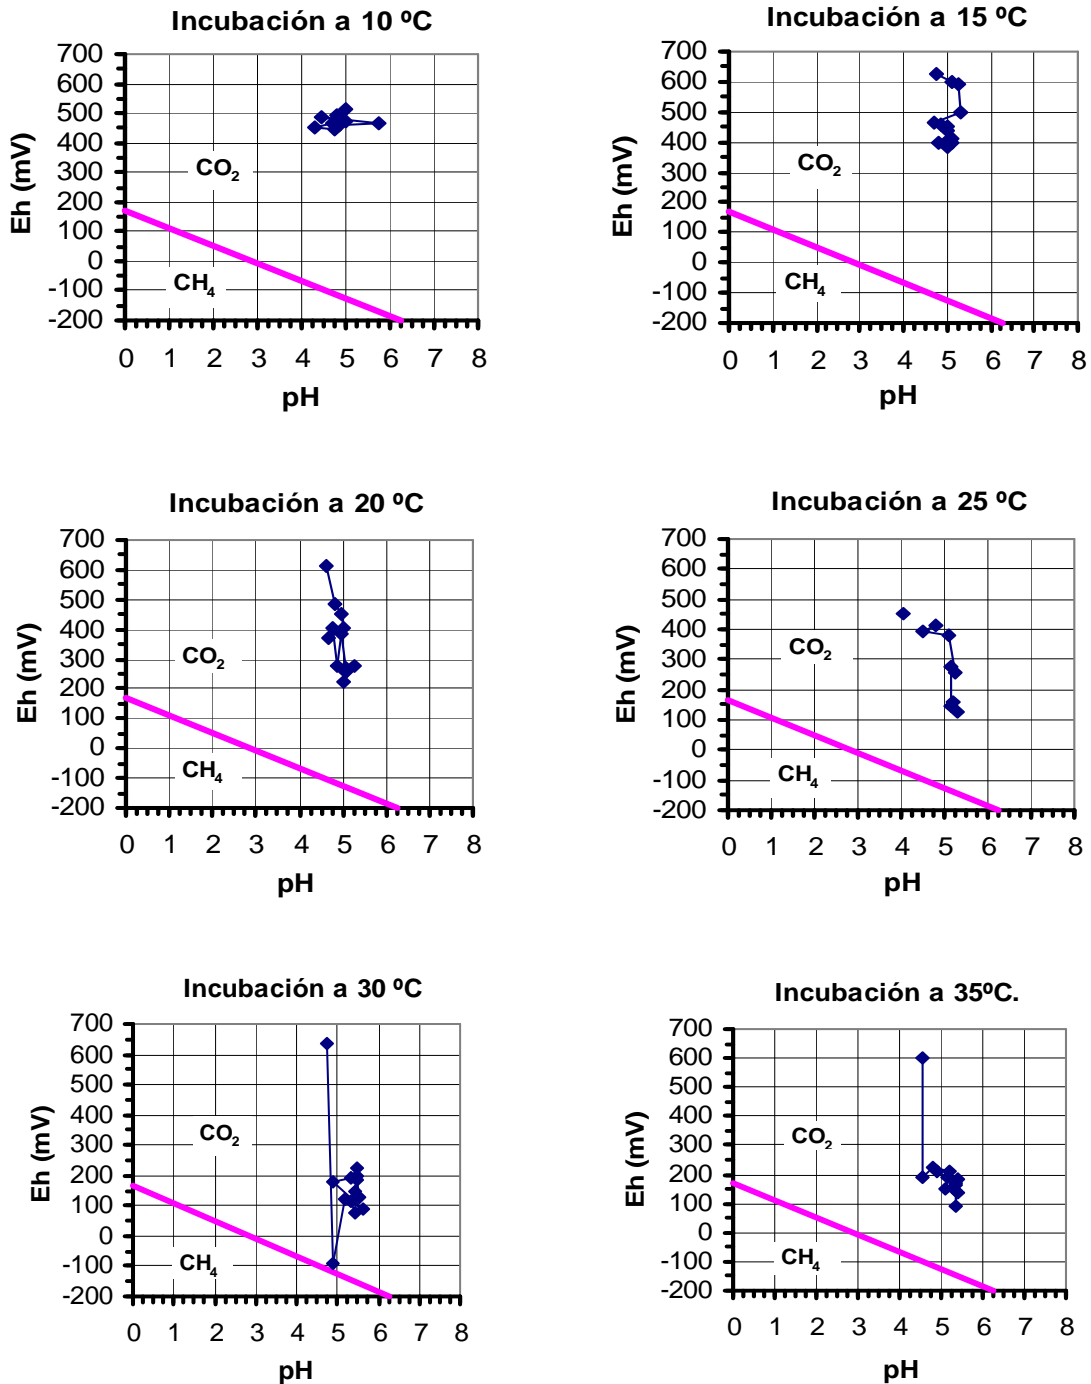 Incubación a 10 ºC
700
600
500
400
300
200
100
0
-100
-200
Eh (mV)
CO2
CH4
0 1 2 3 4 5 6 7 8
pH
Incubación a 15 ºC
700
600
500
400
300
200
100
0
-100
-200
Eh (mV)
CO2
CH4
0 1 2 3 4 5 6 7 8
pH
Incubación a 20 ºC
700
600
500
400
300
200
100
0
-100
-200
Eh (mV)
CO2
CH4
0 1 2 3 4 5 6 7 8
pH
Incubación a 25 ºC
700
600
500
400
300
200
100
0
-100
-200
Eh (mV)
CO2
CH4
0 1 2 3 4 5 6 7 8
pH
Incubación a 30 ºC
700
600
500
400
300
200
100
0
-100
-200
Eh (mV)
CO2
CH4
0 1 2 3 4 5 6 7 8
pH
Incubación a 35ºC.
700
600
500
400
300
200
100
0
-100
-200
Eh (mV)
CO2
CH4
0 1 2 3 4 5 6 7 8
pH